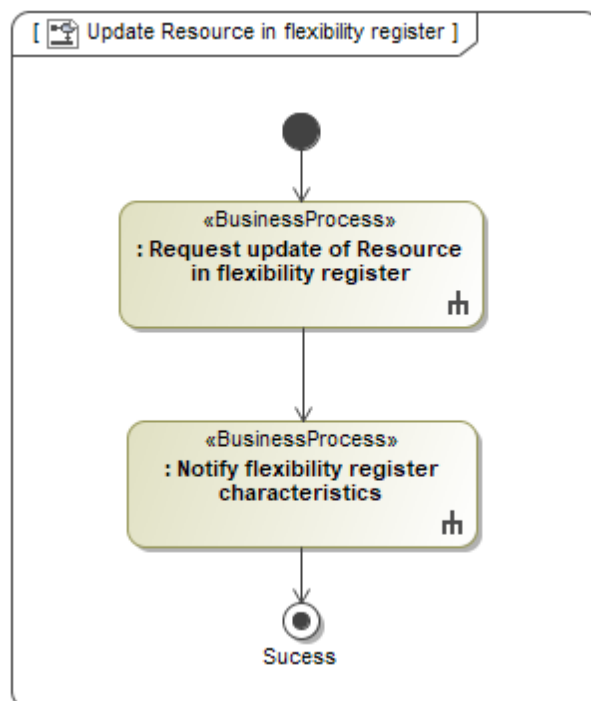 [ Update Resource in flexibility register ]
«BusinessProcess»
: Request update of Resource
in flexibility register
«BusinessProcess»
: Notify flexibility register
characteristics
Sucess